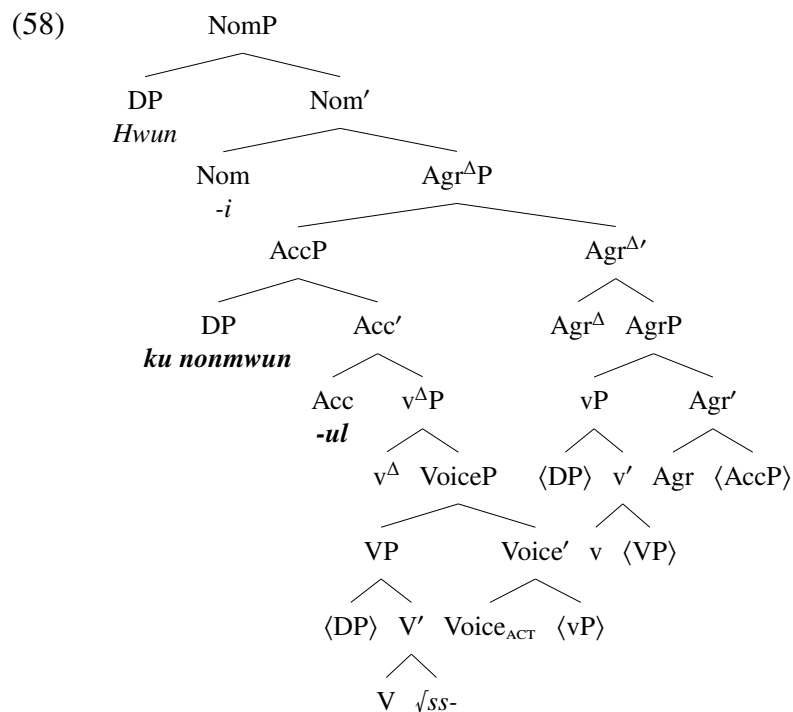 (58) NomP
DP Nom′
Hwun
Nom Agr^ΔP
-i
AccP Agr^Δ′
DP Acc′ Agr^Δ AgrP
ku nonmwun
Acc v^ΔP vP Agr′
-ul
v^Δ VoiceP ⟨DP⟩ v′ Agr ⟨AccP⟩
VP Voice′ v ⟨VP⟩
⟨DP⟩ V′ Voice_ACT ⟨vP⟩
V √ss-